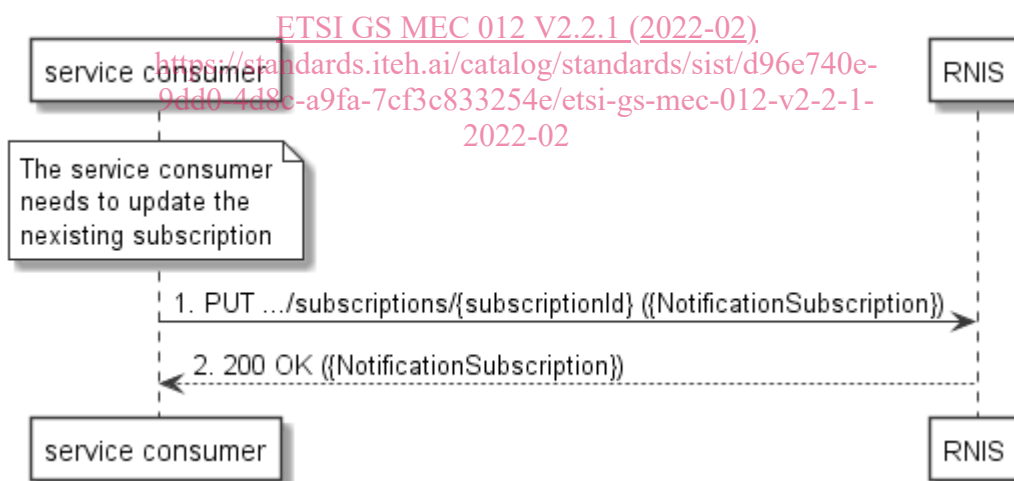 ETSI GS MEC 012 V2.2.1 (2022-02)
https://standards.iteh.ai/catalog/standards/sist/d96e740e-
9dd0-4d8c-a9fa-7cf3c833254e/etsi-gs-mec-012-v2-2-1-
2022-02
service consumer
RNIS
The service consumer
needs to update the
nexisting subscription
1. PUT .../subscriptions/{subscriptionId} ({NotificationSubscription})
2. 200 OK ({NotificationSubscription})
service consumer
RNIS